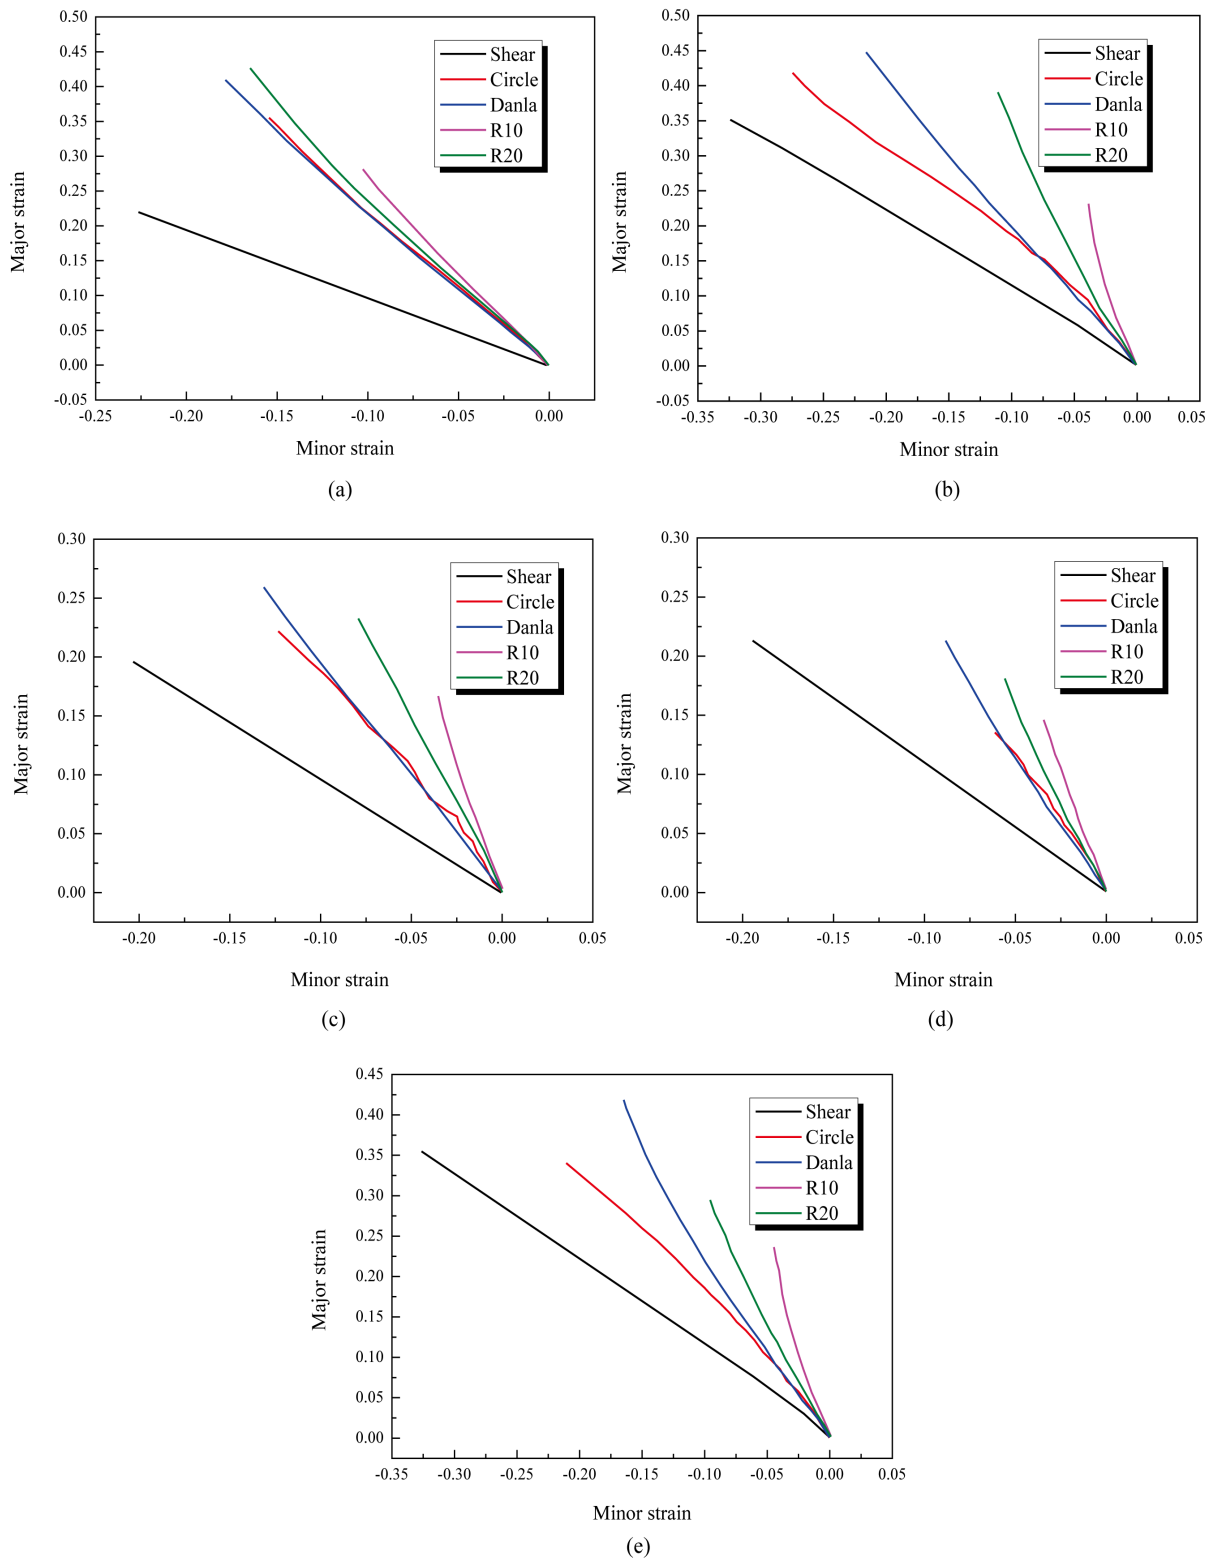 0.50
0.45
0.40
0.35
0.30
0.25
0.20
0.15
0.10
0.05
0.00
-0.05
-0.25
-0.20
-0.15
-0.10
-0.05
0.00
Major strain
Minor strain
Shear
Circle
Danla
R10
R20
(a)
0.50
0.45
0.40
0.35
0.30
0.25
0.20
0.15
0.10
0.05
0.00
-0.05
-0.35
-0.30
-0.25
-0.20
-0.15
-0.10
-0.05
0.00
0.05
Major strain
Minor strain
Shear
Circle
Danla
R10
R20
(b)
0.30
0.25
0.20
0.15
0.10
0.05
0.00
-0.20
-0.15
-0.10
-0.05
0.00
0.05
Major strain
Minor strain
Shear
Circle
Danla
R10
R20
(c)
0.30
0.25
0.20
0.15
0.10
0.05
0.00
-0.20
-0.15
-0.10
-0.05
0.00
0.05
Major strain
Minor strain
Shear
Circle
Danla
R10
R20
(d)
0.45
0.40
0.35
0.30
0.25
0.20
0.15
0.10
0.05
0.00
-0.35
-0.30
-0.25
-0.20
-0.15
-0.10
-0.05
0.00
0.05
Major strain
Minor strain
Shear
Circle
Danla
R10
R20
(e)